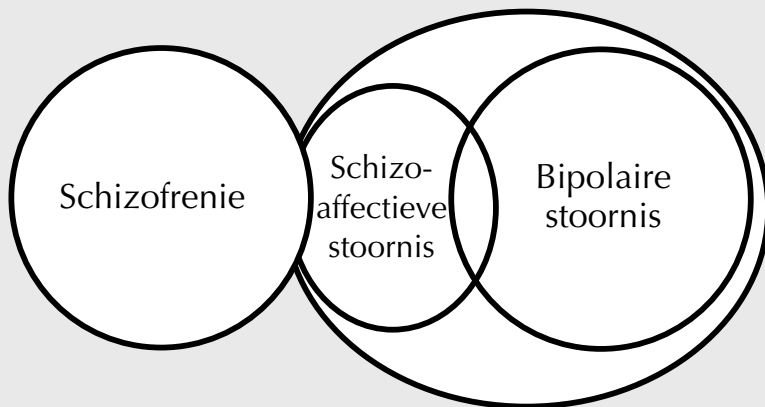 Schizofrenie
Schizo-
affectieve
stoornis
Bipolaire
stoornis